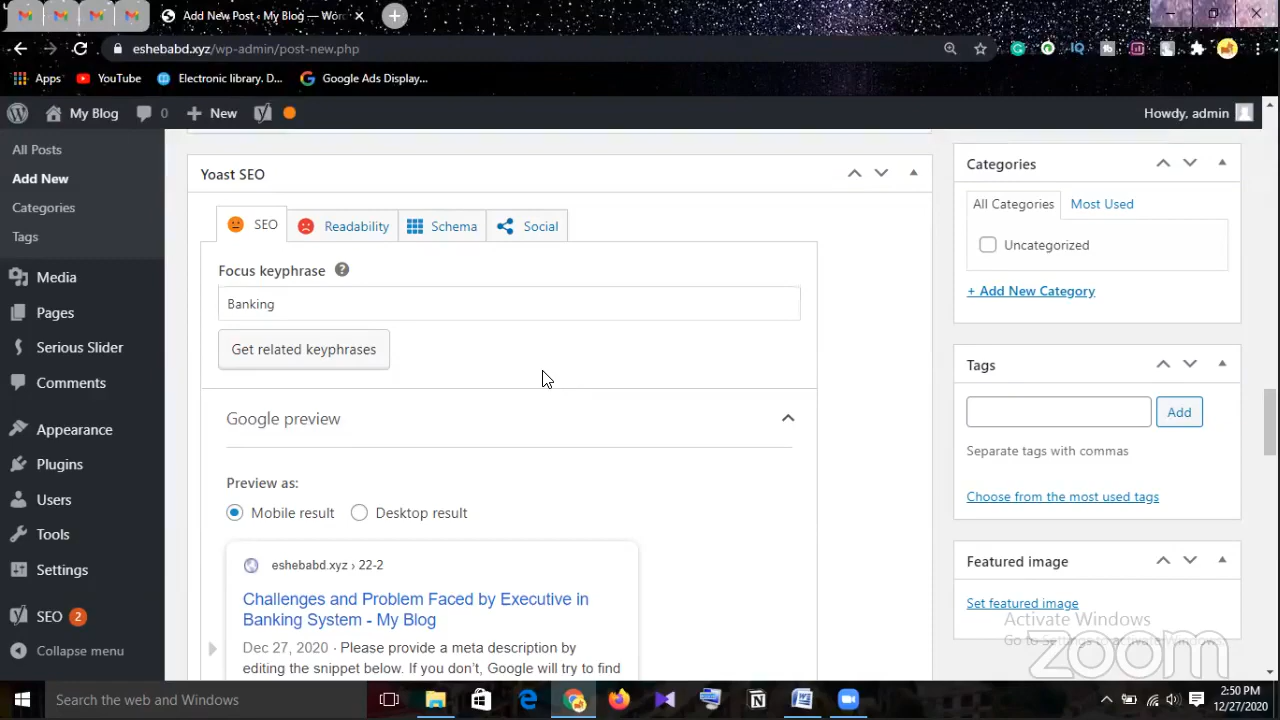 Add New Post ‹ My Blog — Wor
eshebabd.xyz/wp-admin/post-new.php
Apps
YouTube
Electronic library. D...
Google Ads Display...
My Blog
0
New
Howdy, admin
All Posts
Add New
Categories
Tags
Media
Pages
Serious Slider
Comments
Appearance
Plugins
Users
Tools
Settings
SEO 2
Collapse menu
Yoast SEO
SEO
Readability
Schema
Social
Focus keyphrase
Banking
Get related keyphrases
Google preview
Preview as:
Mobile result
Desktop result
eshebabd.xyz › 22-2
Challenges and Problem Faced by Executive in
Banking System - My Blog
Dec 27, 2020 · Please provide a meta description by
editing the snippet below. If you don't, Google will try to find
Categories
All Categories
Most Used
Uncategorized
+ Add New Category
Tags
Add
Separate tags with commas
Choose from the most used tags
Featured image
Set featured image
Activate Windows
zoom
Search the web and Windows
2:50 PM
12/27/2020